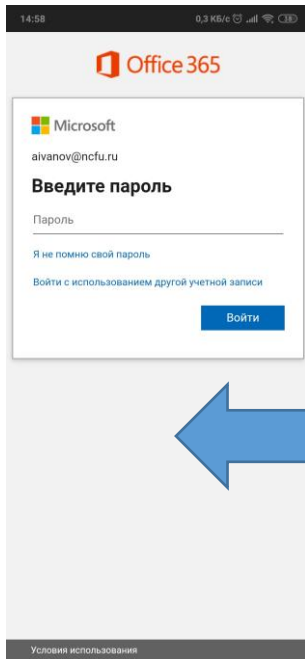 14:58 0,3 КБ/с
Office 365
Microsoft
aivanov@ncfu.ru
Введите пароль
Пароль
Я не помню свой пароль
Войти с использованием другой учетной записи
Войти
Условия использования